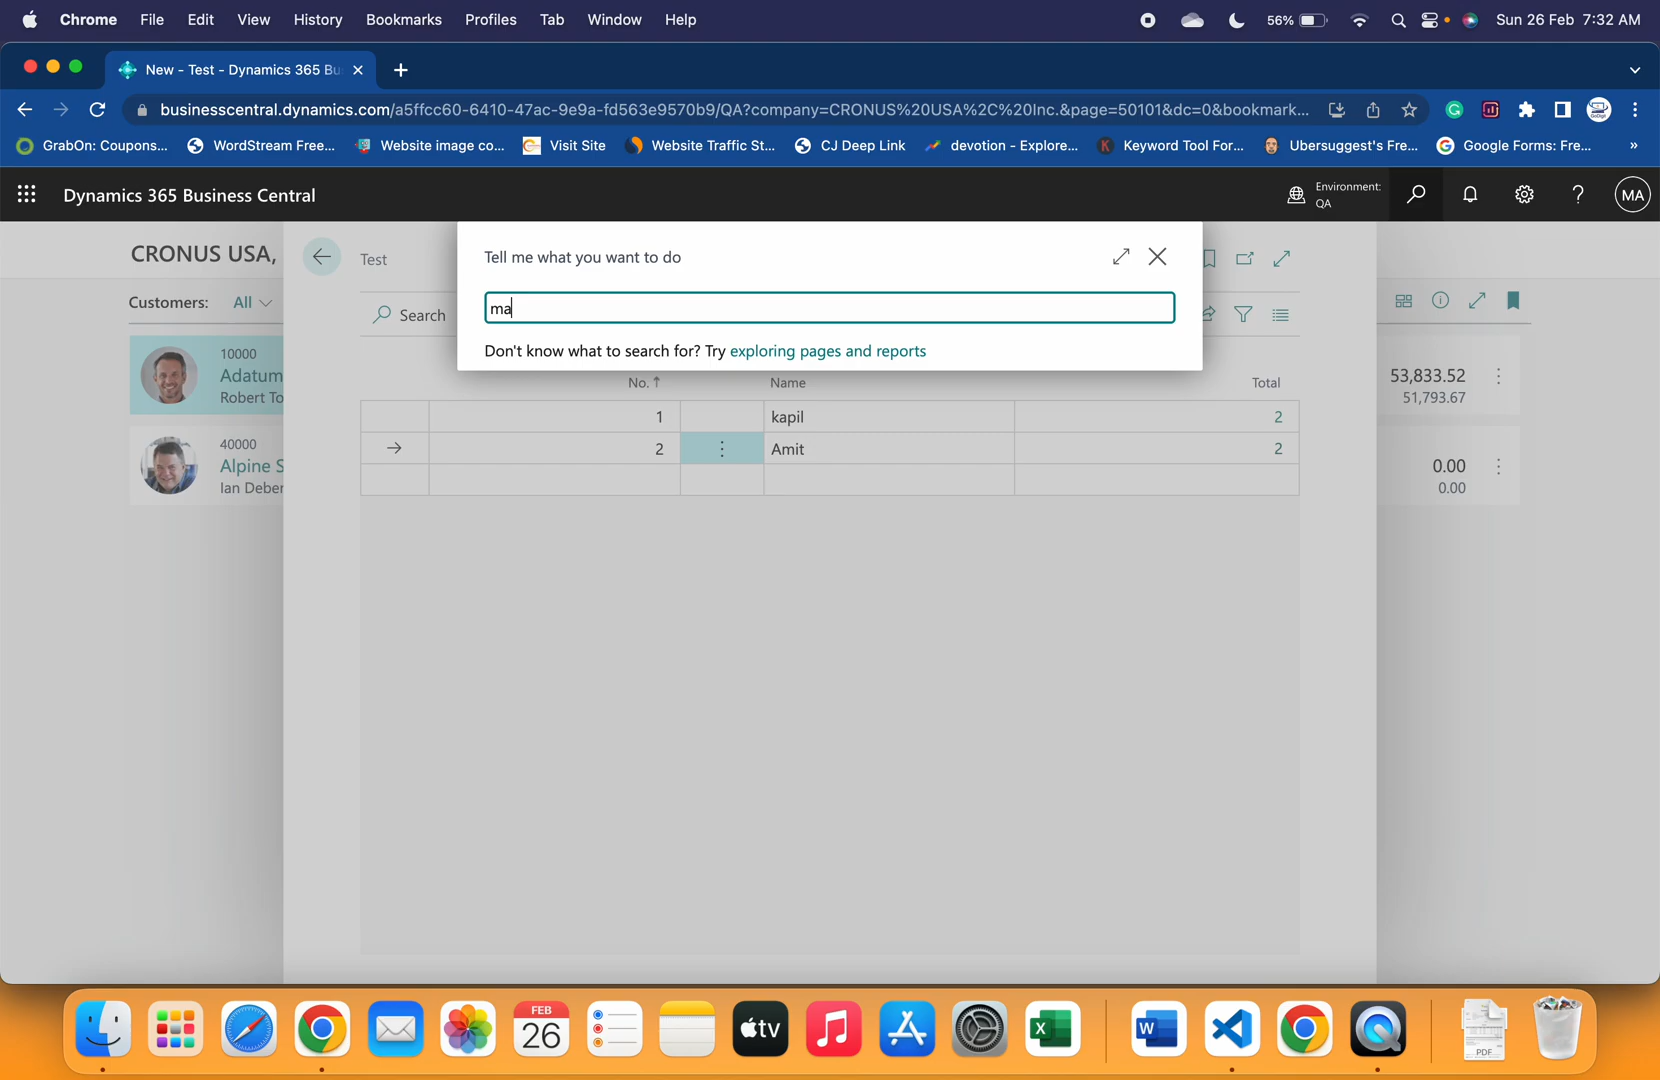 Chrome File Edit View History Bookmarks Profiles Tab Window Help 56% Sun 26 Feb 7:32 AM
New - Test - Dynamics 365 Bu
businesscentral.dynamics.com/a5ffcc60-6410-47ac-9e9a-fd563e9570b9/QA?company=CRONUS%20USA%2C%20Inc.&page=50101&dc=0&bookmark...
GrabOn: Coupons... WordStream Free... Website image co... Visit Site Website Traffic St... CJ Deep Link devotion - Explore... Keyword Tool For... Ubersuggest's Fre... Google Forms: Fre... »
Dynamics 365 Business Central Environment: QA ? MA
CRONUS USA, Test Tell me what you want to do
Customers: All ma
Search
Don't know what to search for? Try exploring pages and reports
No. ↑ Name Total
10000
Adatum 53,833.52
Robert To 51,793.67
1 kapil 2
2 Amit 2
40000
Alpine S 0.00
Ian Deber 0.00
FEB
26
tv
X
W
PDF